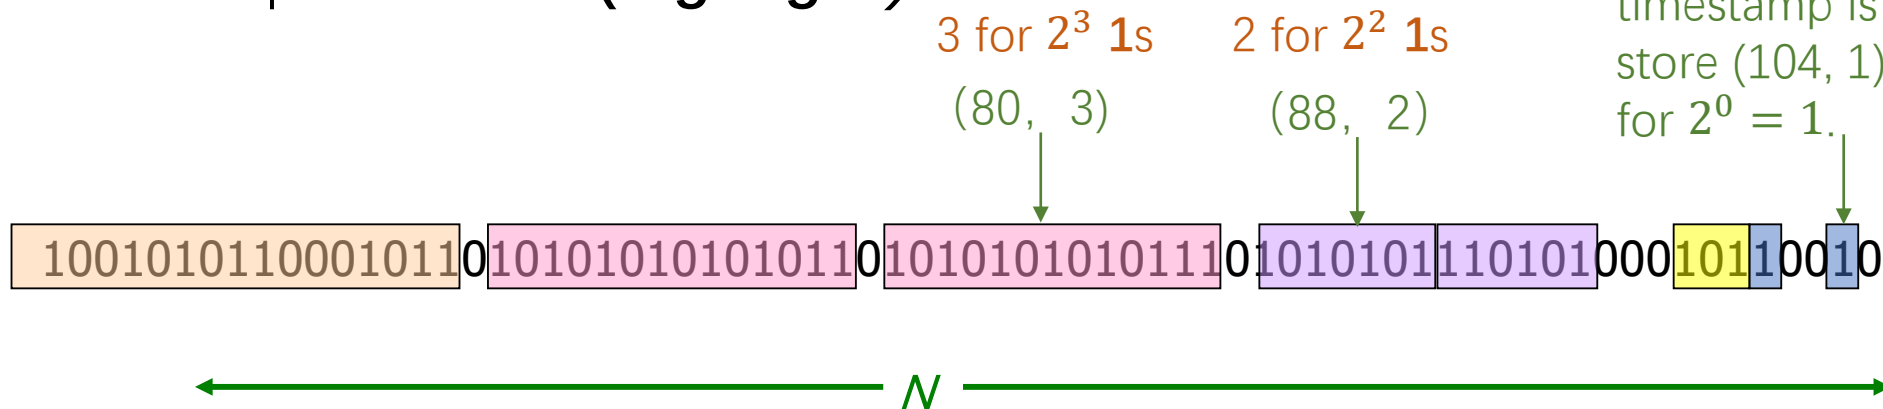 3 for 2³ 1s 2 for 2² 1s
timestamp is
store (104, 1)
(80, 3) (88, 2)
for 2⁰ = 1.
1001010110001011010101010101011010101010101110101010111010100010110010
N